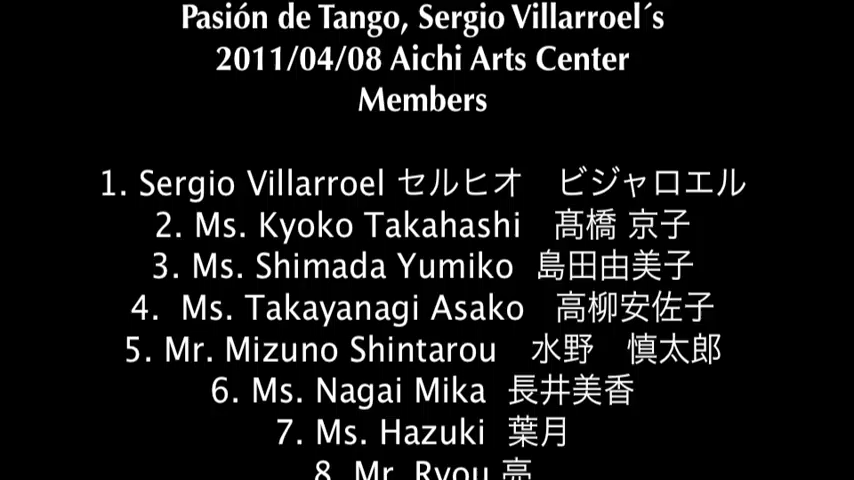 Pasión de Tango, Sergio Villarroel´s
2011/04/08 Aichi Arts Center
Members
1. Sergio Villarroel セルヒオ　ビジャロエル
2. Ms. Kyoko Takahashi　髙橋 京子
3. Ms. Shimada Yumiko  島田由美子
4.  Ms. Takayanagi Asako　高柳安佐子
5. Mr. Mizuno Shintarou　水野　慎太郎
6. Ms. Nagai Mika  長井美香
7. Ms. Hazuki  葉月
8. Mr. Ryou 亮